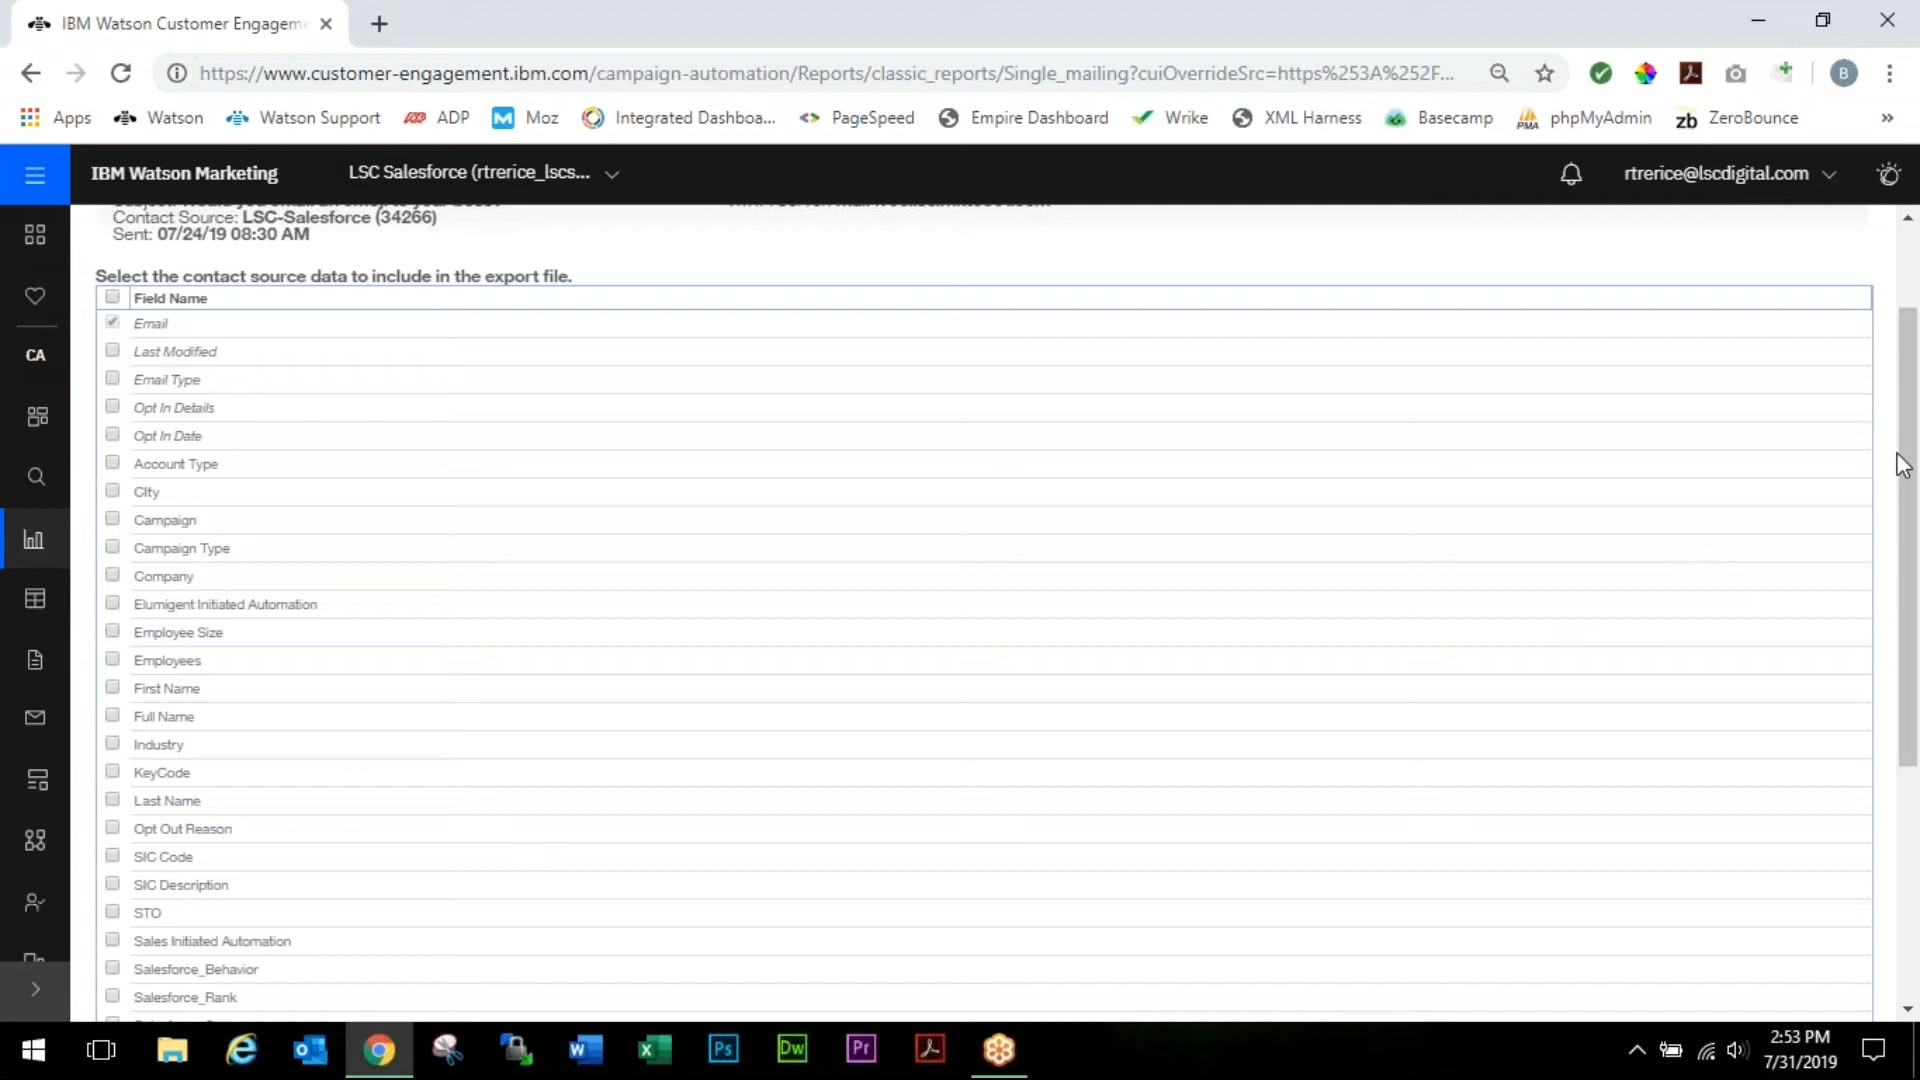 IBM Watson Customer Engagem
https://www.customer-engagement.ibm.com/campaign-automation/Reports/classic_reports/Single_mailing?cuiOverrideSrc=https%253A%252F...
B
Apps Watson Watson Support ADP Moz Integrated Dashboa... PageSpeed Empire Dashboard Wrike XML Harness Basecamp PMA phpMyAdmin zb ZeroBounce »
IBM Watson Marketing LSC Salesforce (rtrerice_lscs... rtrerice@lscdigital.com
Contact Source: LSC-Salesforce (34266)
Sent: 07/24/19 08:30 AM
Select the contact source data to include in the export file.
Field Name
Email
Last Modified
CA
Email Type
Opt In Details
Opt In Date
Account Type
City
Campaign
Campaign Type
Company
Elumigent Initiated Automation
Employee Size
Employees
First Name
Full Name
Industry
KeyCode
Last Name
Opt Out Reason
SIC Code
SIC Description
STO
Sales Initiated Automation
Salesforce_Behavior
Salesforce_Rank
Ps Dw Pr
2:53 PM
7/31/2019